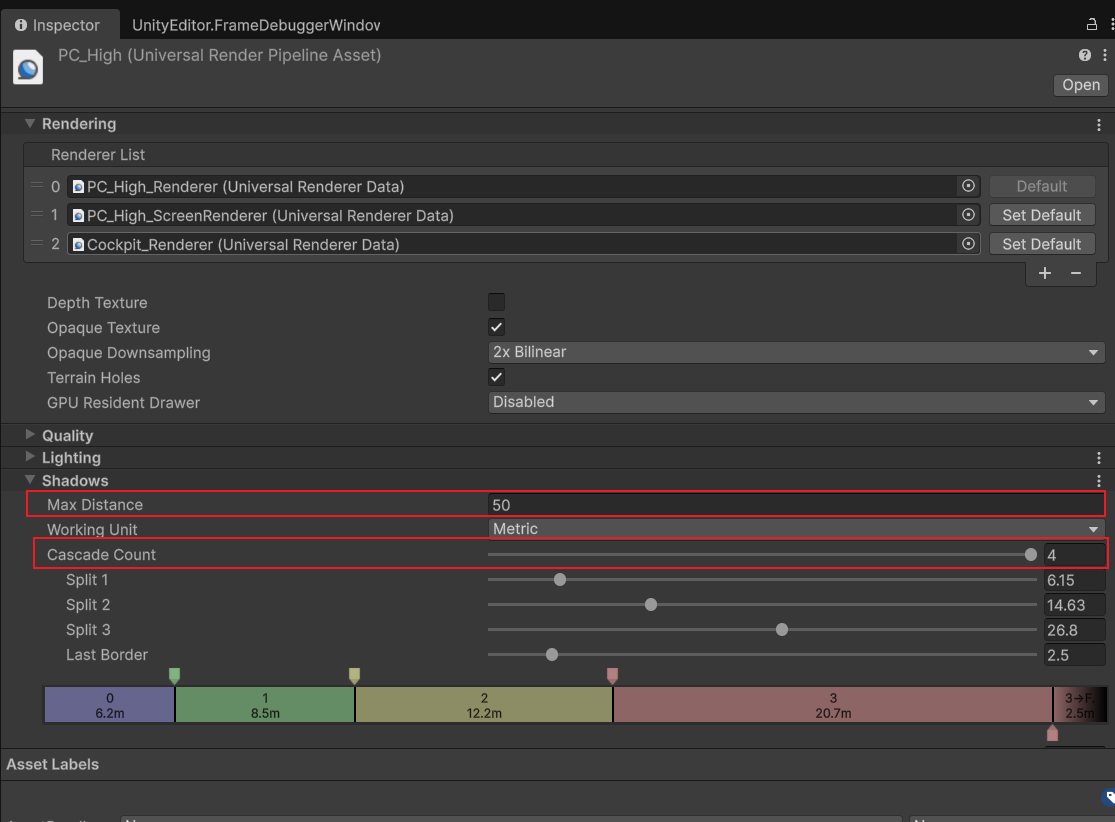 Inspector UnityEditor.FrameDebuggerWindov
PC_High (Universal Render Pipeline Asset)
Open
Rendering
Renderer List
0 PC_High_Renderer (Universal Renderer Data) Default
1 PC_High_ScreenRenderer (Universal Renderer Data) Set Default
2 Cockpit_Renderer (Universal Renderer Data) Set Default
+ −
Depth Texture
Opaque Texture
Opaque Downsampling 2x Bilinear
Terrain Holes
GPU Resident Drawer Disabled
Quality
Lighting
Shadows
Max Distance 50
Working Unit Metric
Cascade Count 4
Split 1 6.15
Split 2 14.63
Split 3 26.8
Last Border 2.5
0 1 2 3 3→F.
6.2m 8.5m 12.2m 20.7m 2.5m
Asset Labels